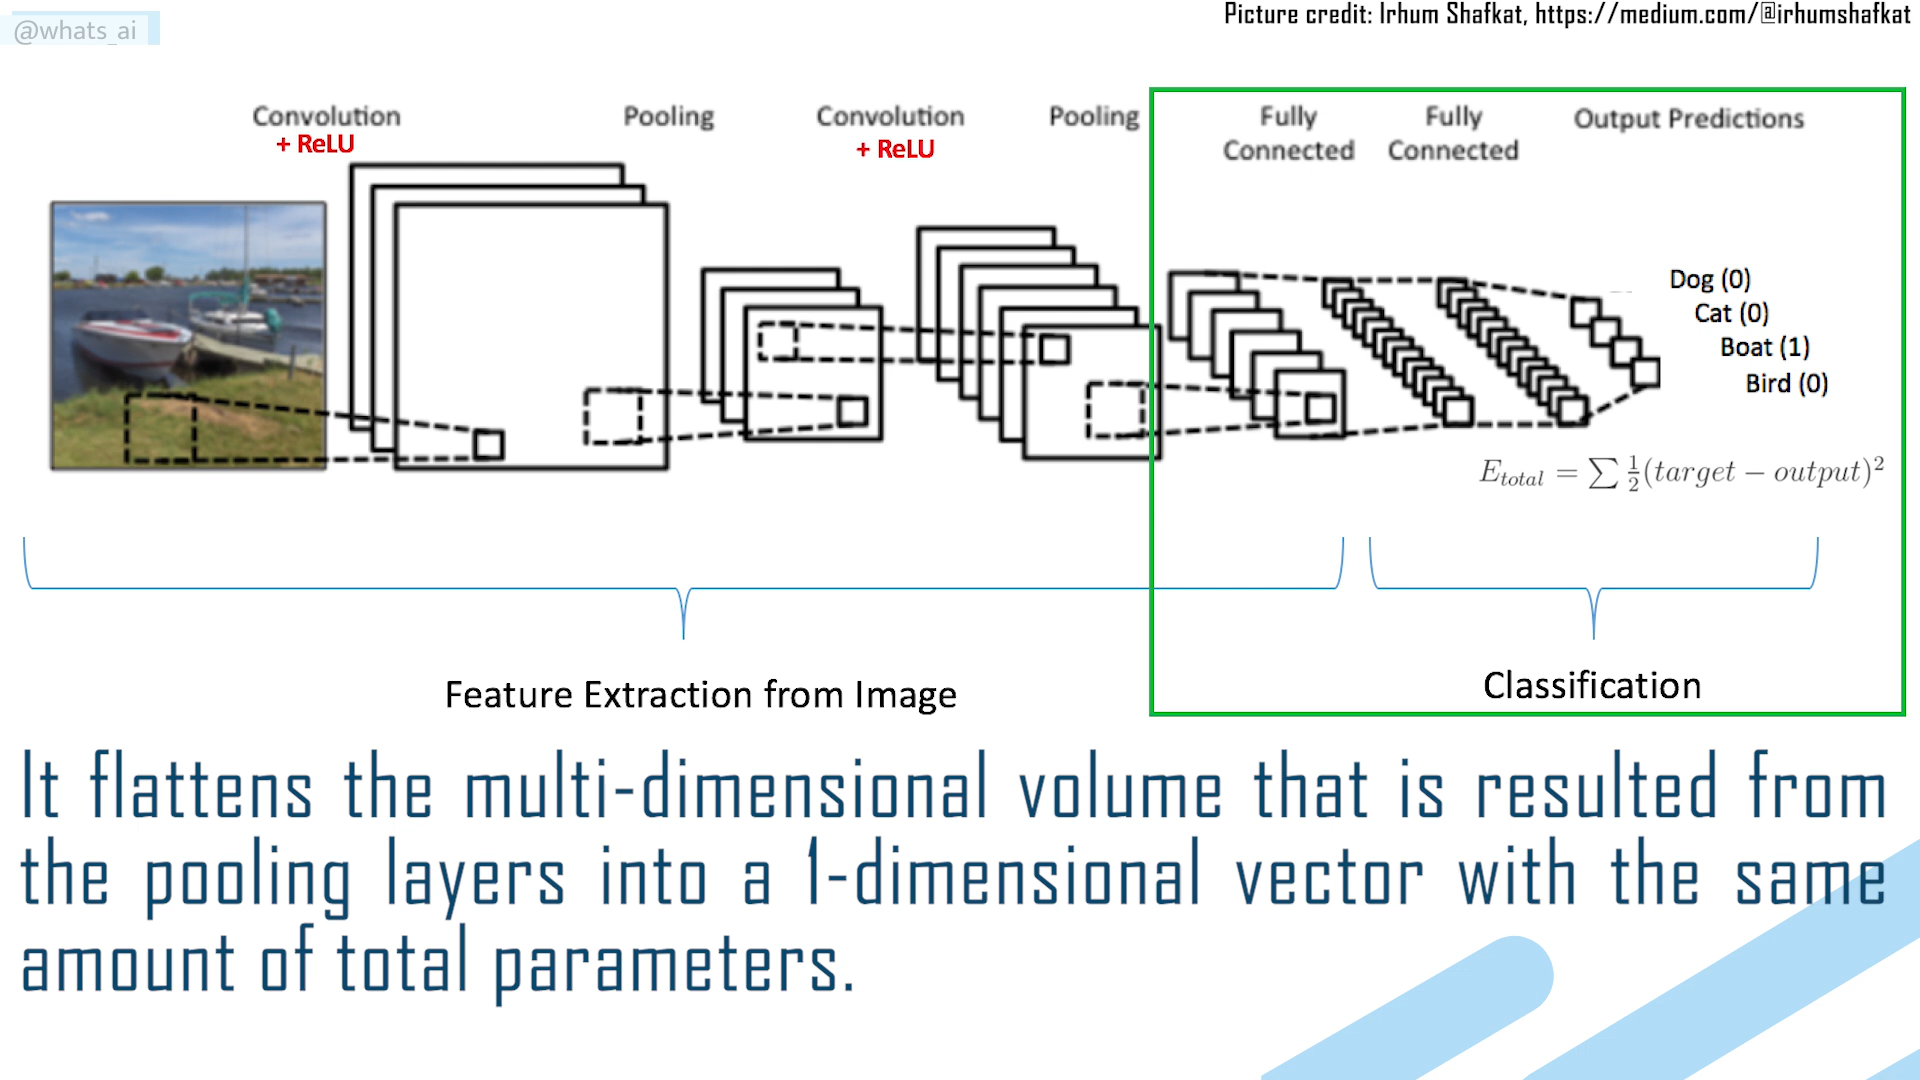 @whats_ai
Picture credit: Irhum Shafkat, https://medium.com/@irhumshafkat
Convolution
+ ReLU
Pooling
Convolution
+ ReLU
Pooling
Fully
Connected
Fully
Connected
Output Predictions
Dog (0)
Cat (0)
Boat (1)
Bird (0)
E_total = ∑ ½(target − output)²
Feature Extraction from Image
Classification
It flattens the multi-dimensional volume that is resulted from
the pooling layers into a 1-dimensional vector with the same
amount of total parameters.